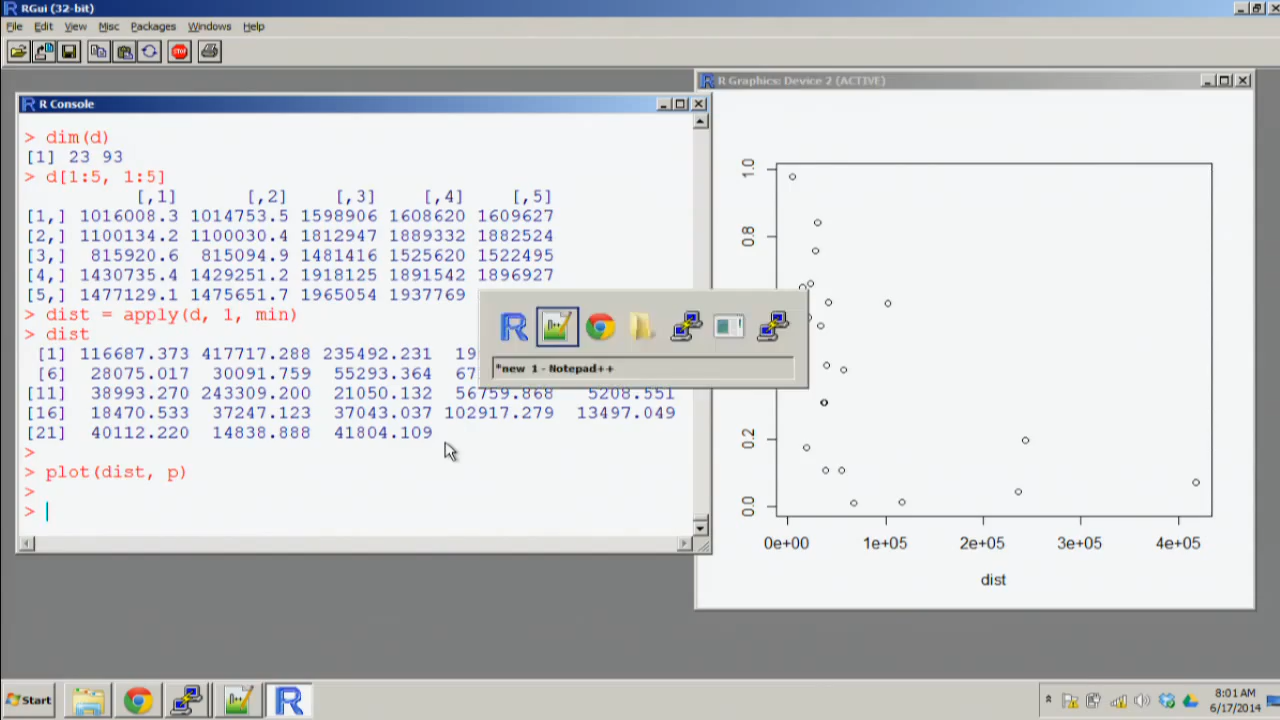 RGui (32-bit)
File Edit View Misc Packages Windows Help
STOP
R Console
> dim(d)
[1] 23 93
> d[1:5, 1:5]
[,1] [,2] [,3] [,4] [,5]
[1,] 1016008.3 1014753.5 1598906 1608620 1609627
[2,] 1100134.2 1100030.4 1812947 1889332 1882524
[3,] 815920.6 815094.9 1481416 1525620 1522495
[4,] 1430735.4 1429251.2 1918125 1891542 1896927
[5,] 1477129.1 1475651.7 1965054 1937769
> dist = apply(d, 1, min)
> dist
[1] 116687.373 417717.288 235492.231 19
[6] 28075.017 30091.759 55293.364 67
[11] 38993.270 243309.200 21050.132 56759.868 5208.551
[16] 18470.533 37247.123 37043.037 102917.279 13497.049
[21] 40112.220 14838.888 41804.109
>
> plot(dist, p)
>
>
*new 1 - Notepad++
R Graphics: Device 2 (ACTIVE)
1.0
0.8
0.2
0.0
0e+00 1e+05 2e+05 3e+05 4e+05
dist
Start
8:01 AM
6/17/2014